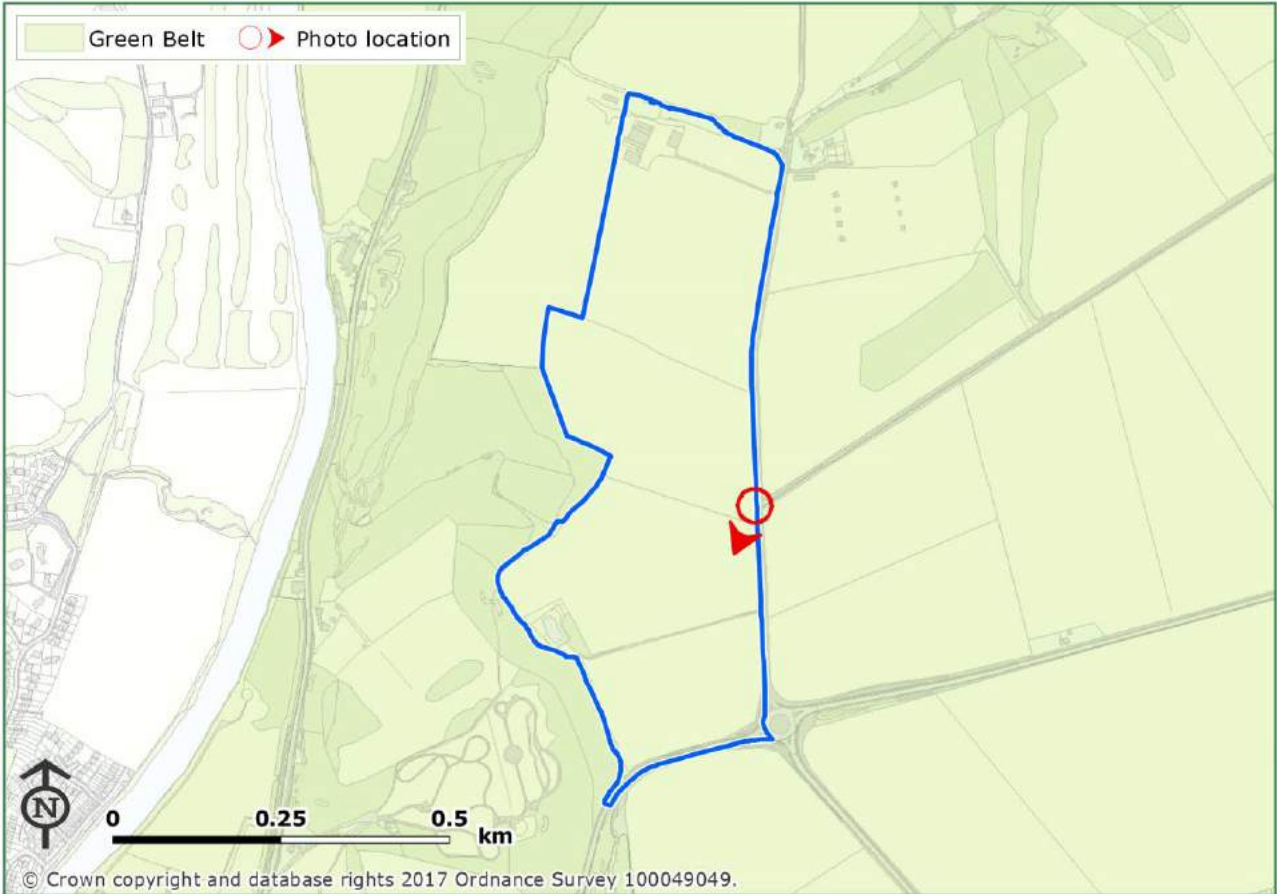 Green Belt Photo location
N
0 0.25 0.5
km
© Crown copyright and database rights 2017 Ordnance Survey 100049049.